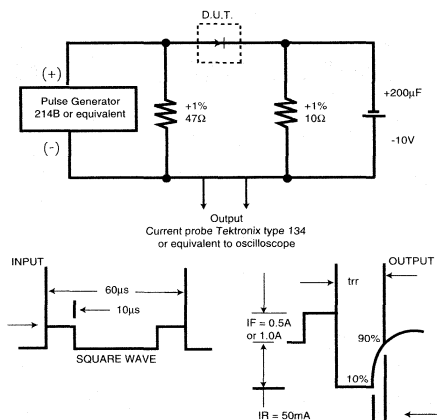 D.U.T.
(+)
Pulse Generator
214B or equivalent
(-)
+1%
47Ω
+1%
10Ω
+200µF
-10V
Output
Current probe Tektronix type 134
or equivalent to oscilloscope
INPUT
60µs
10µs
SQUARE WAVE
OUTPUT
trr
IF = 0.5A
or 1.0A
90%
10%
IR = 50mA